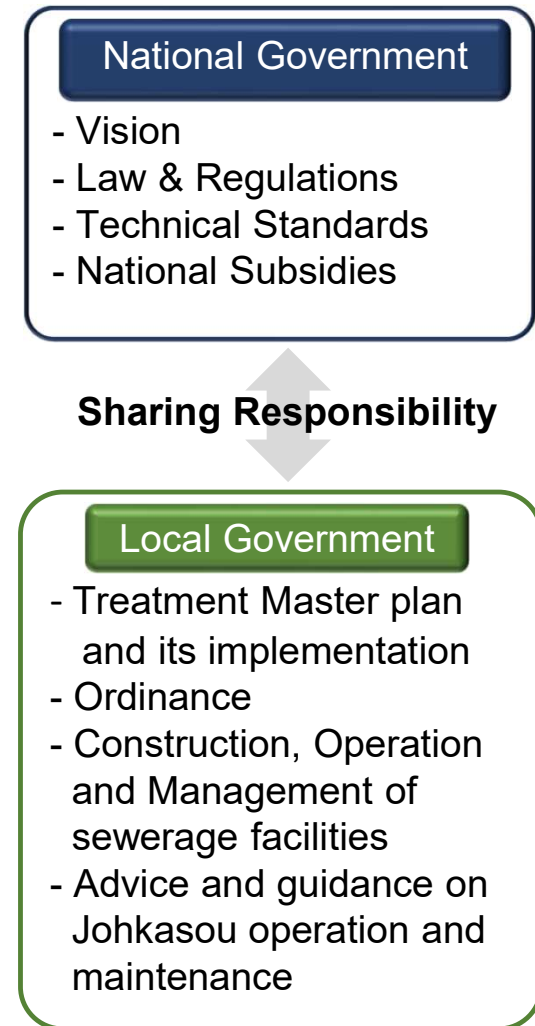 National Government
- Vision
- Law & Regulations
- Technical Standards
- National Subsidies
Sharing Responsibility
Local Government
- Treatment Master plan
and its implementation
- Ordinance
- Construction, Operation
and Management of
sewerage facilities
- Advice and guidance on
Johkasou operation and
maintenance